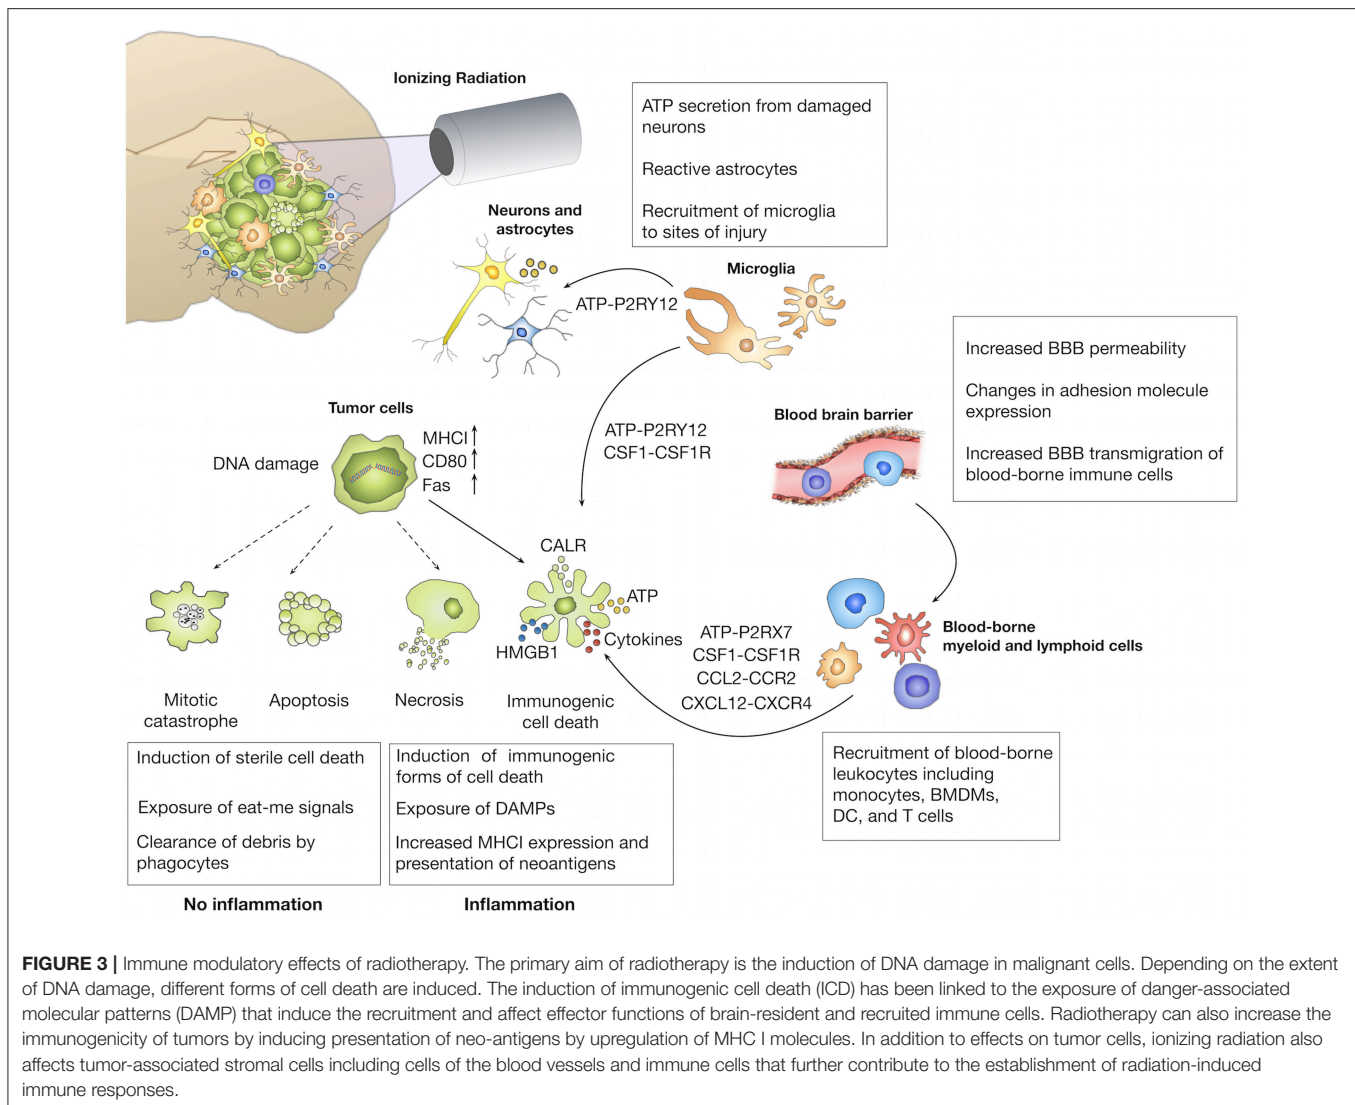 Ionizing Radiation
ATP secretion from damaged
neurons
Reactive astrocytes
Recruitment of microglia
to sites of injury
Neurons and
astrocytes
Microglia
ATP-P2RY12
Increased BBB permeability
Changes in adhesion molecule
expression
Increased BBB transmigration of
blood-borne immune cells
Tumor cells
DNA damage
MHCI↑
CD80↑
Fas↑
ATP-P2RY12
CSF1-CSF1R
Blood brain barrier
CALR
ATP
HMGB1
Cytokines
ATP-P2RX7
CSF1-CSF1R
CCL2-CCR2
CXCL12-CXCR4
Blood-borne
myeloid and lymphoid cells
Mitotic
catastrophe
Apoptosis
Necrosis
Immunogenic
cell death
Induction of sterile cell death
Exposure of eat-me signals
Clearance of debris by
phagocytes
No inflammation
Induction of immunogenic
forms of cell death
Exposure of DAMPs
Increased MHCI expression and
presentation of neoantigens
Inflammation
Recruitment of blood-borne
leukocytes including
monocytes, BMDMs,
DC, and T cells
FIGURE 3 | Immune modulatory effects of radiotherapy. The primary aim of radiotherapy is the induction of DNA damage in malignant cells. Depending on the extent
of DNA damage, different forms of cell death are induced. The induction of immunogenic cell death (ICD) has been linked to the exposure of danger-associated
molecular patterns (DAMP) that induce the recruitment and affect effector functions of brain-resident and recruited immune cells. Radiotherapy can also increase the
immunogenicity of tumors by inducing presentation of neo-antigens by upregulation of MHC I molecules. In addition to effects on tumor cells, ionizing radiation also
affects tumor-associated stromal cells including cells of the blood vessels and immune cells that further contribute to the establishment of radiation-induced
immune responses.